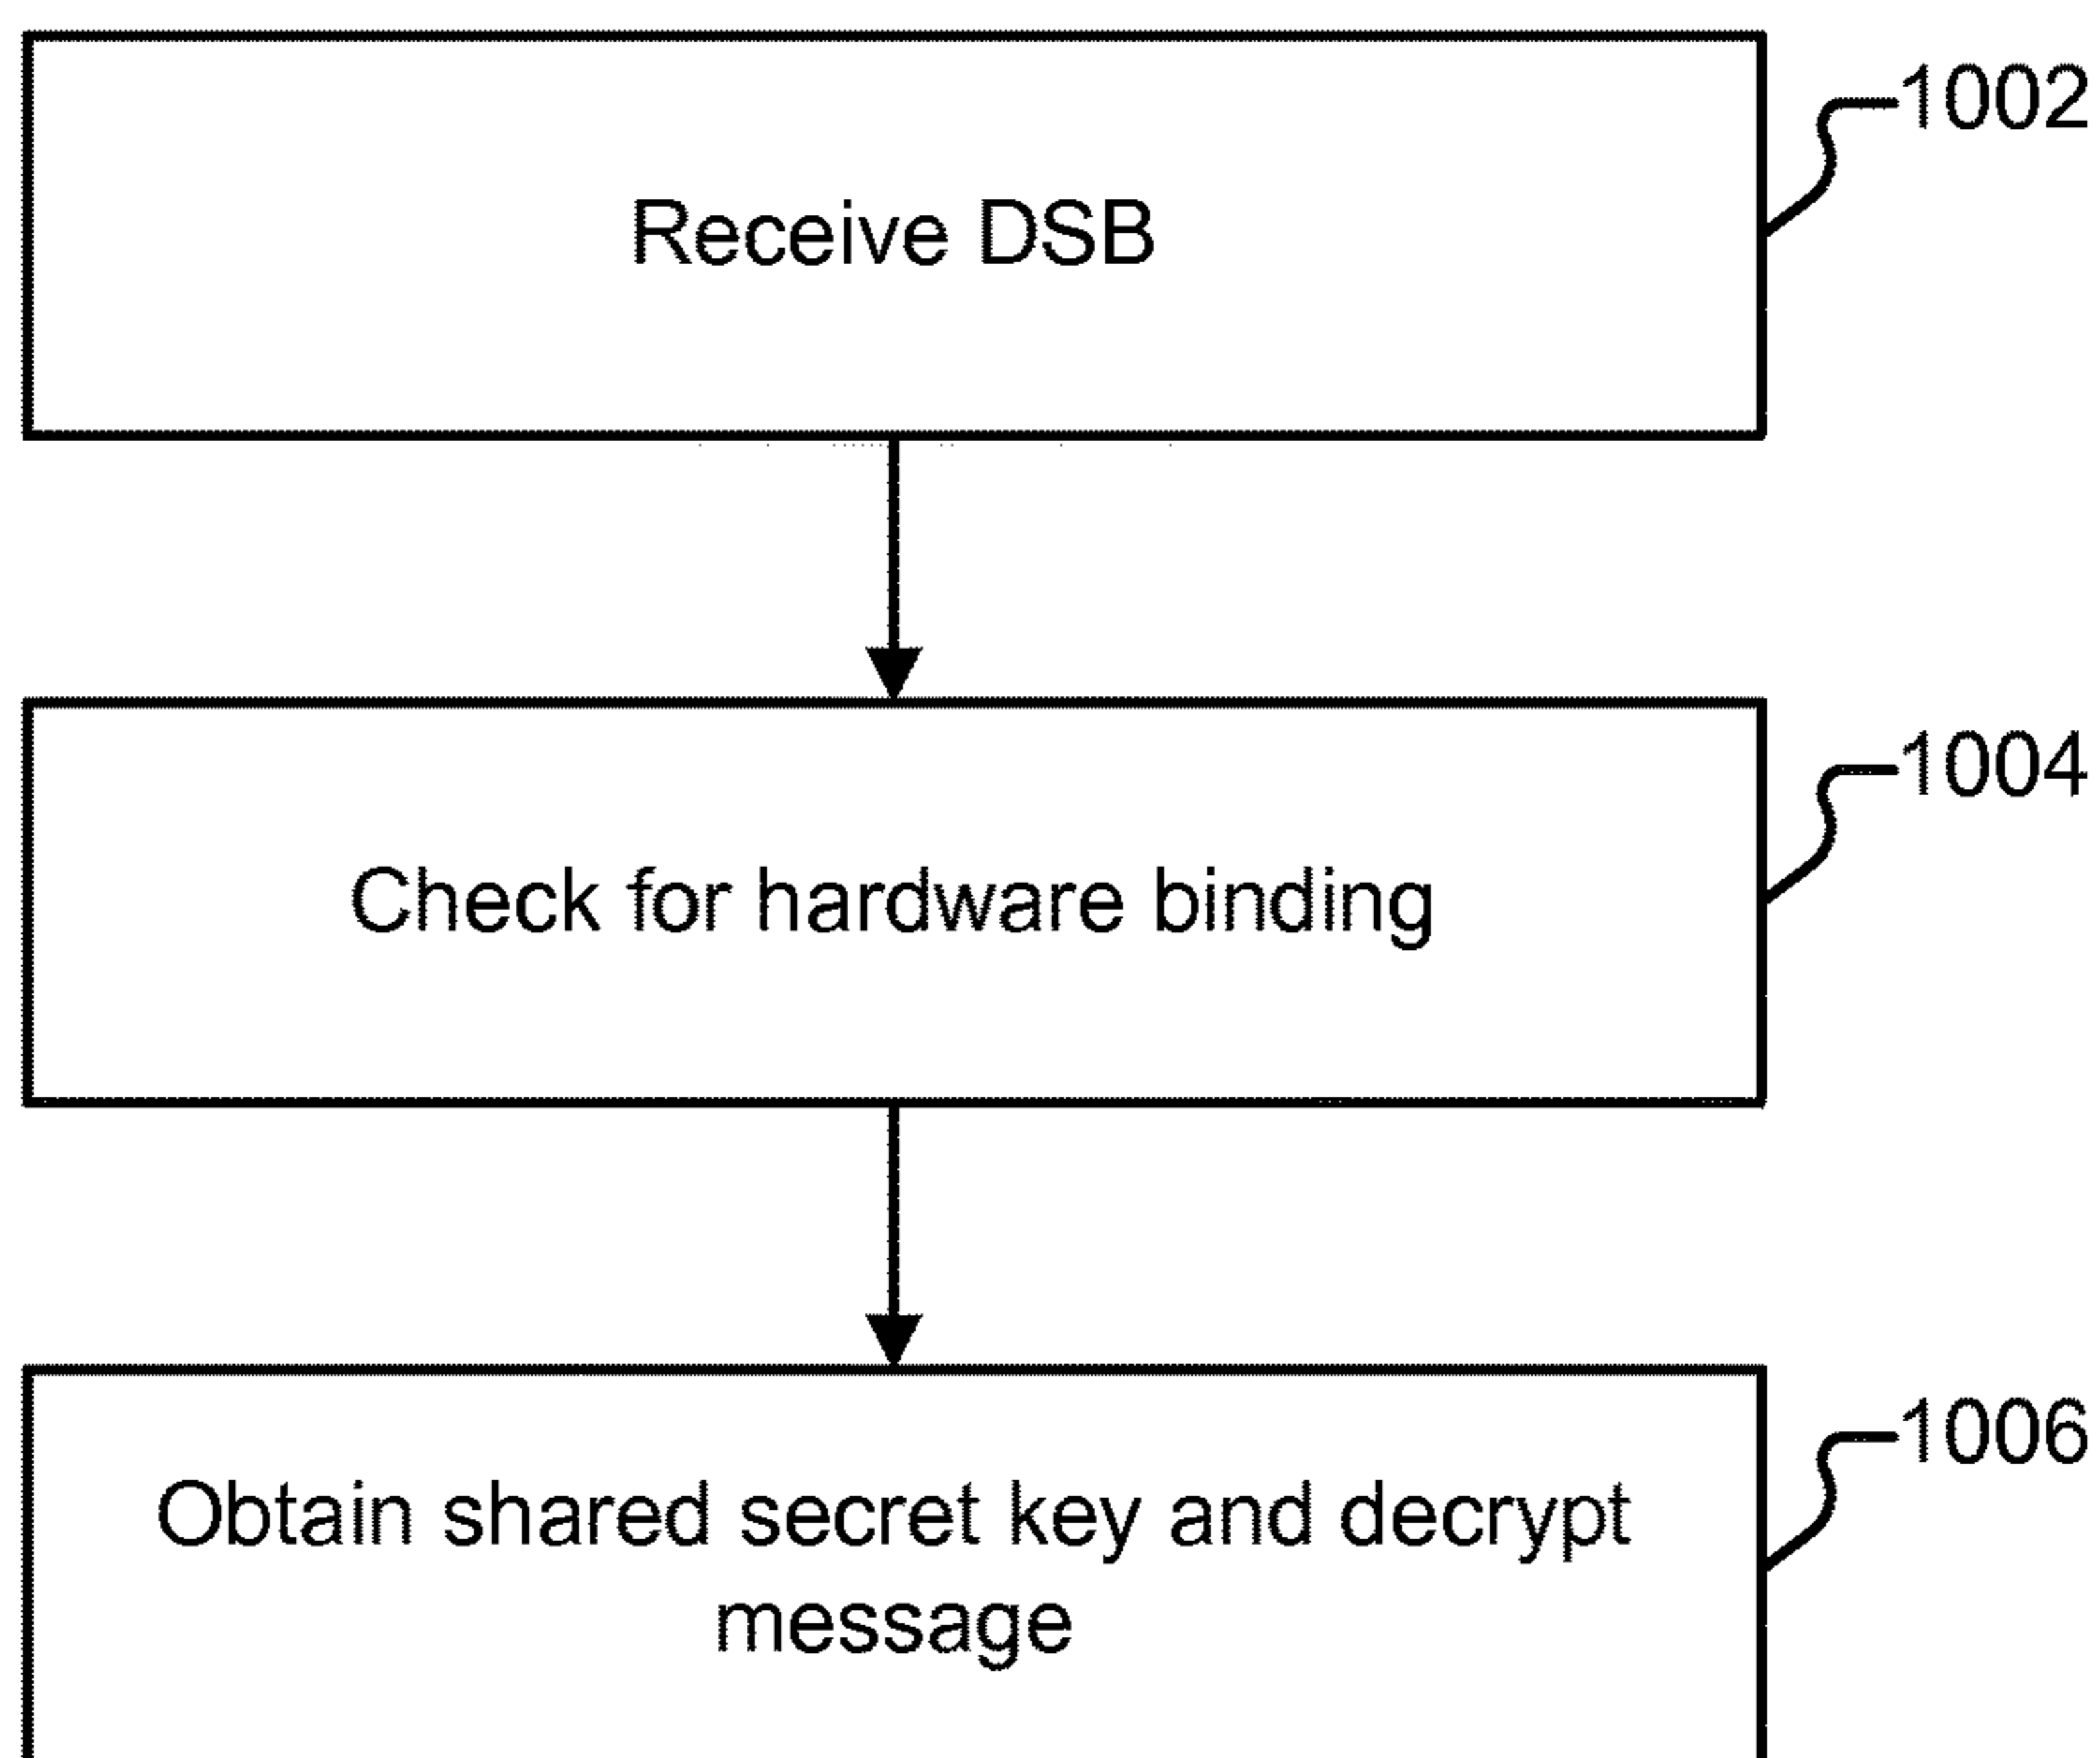 1002
Receive DSB
1004
Check for hardware binding
1006
Obtain shared secret key and decrypt
message